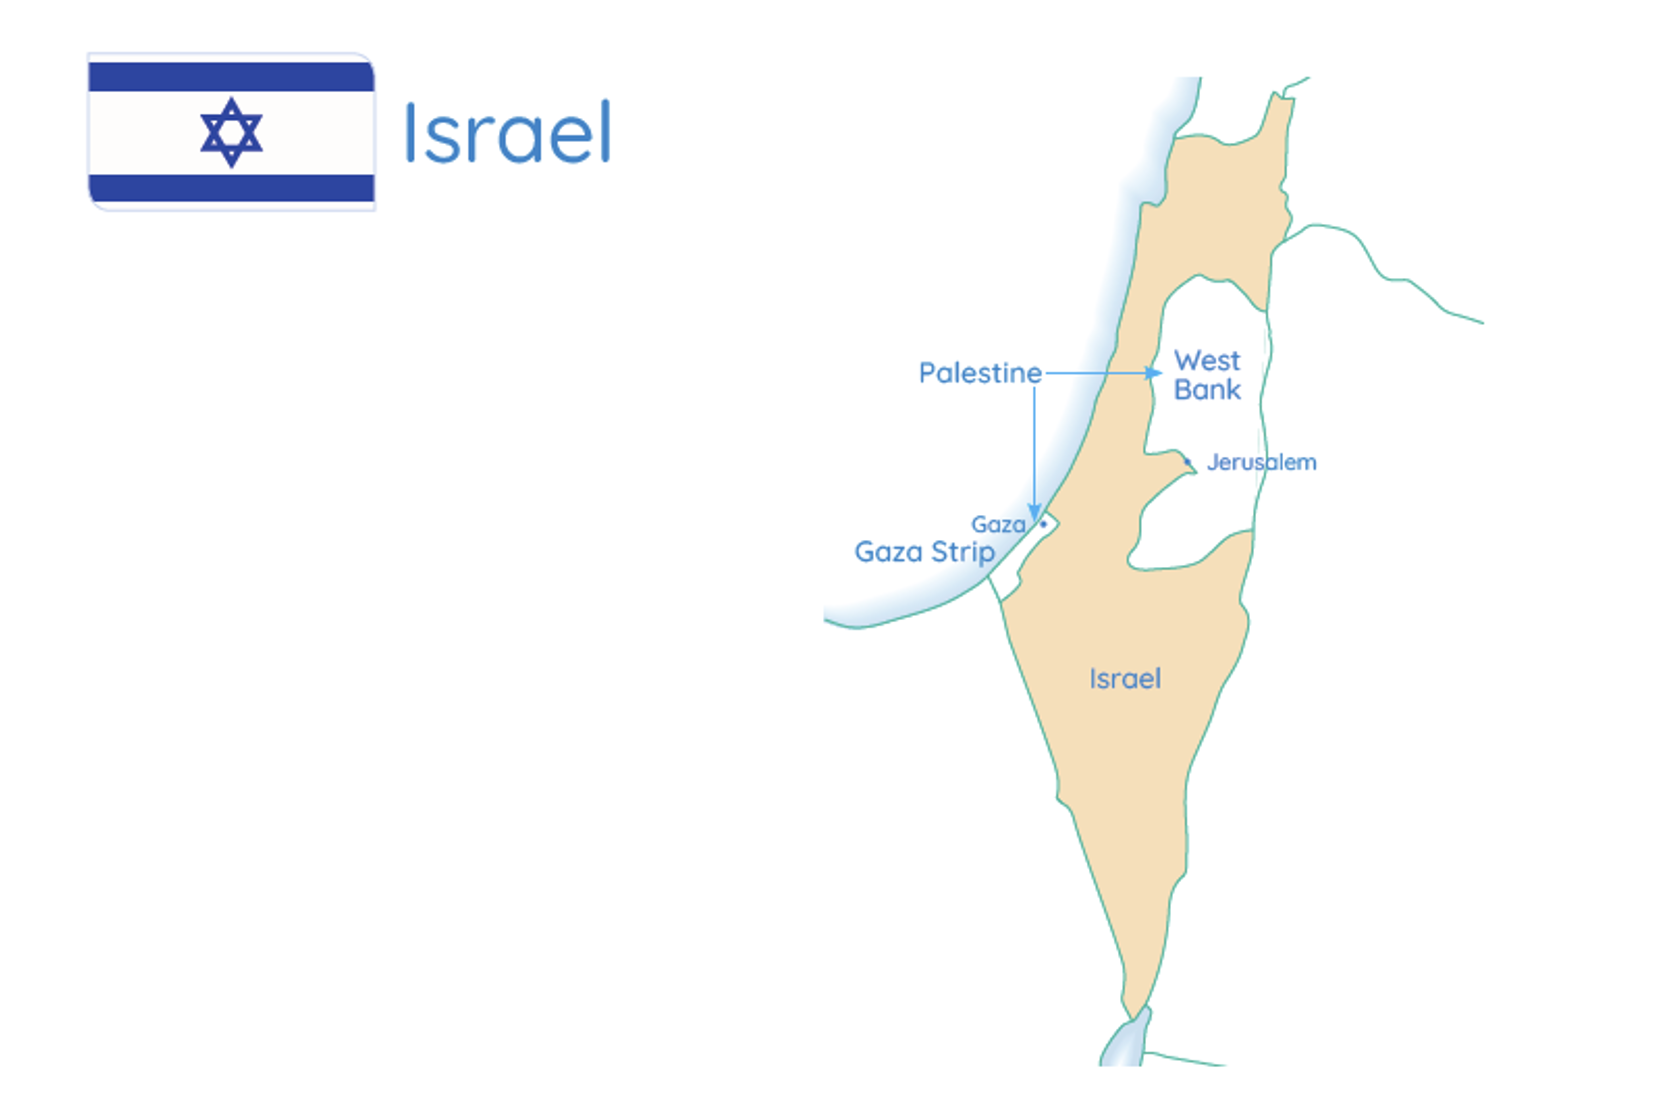 Israel
Palestine
West
Bank
Jerusalem
Gaza
Gaza Strip
Israel